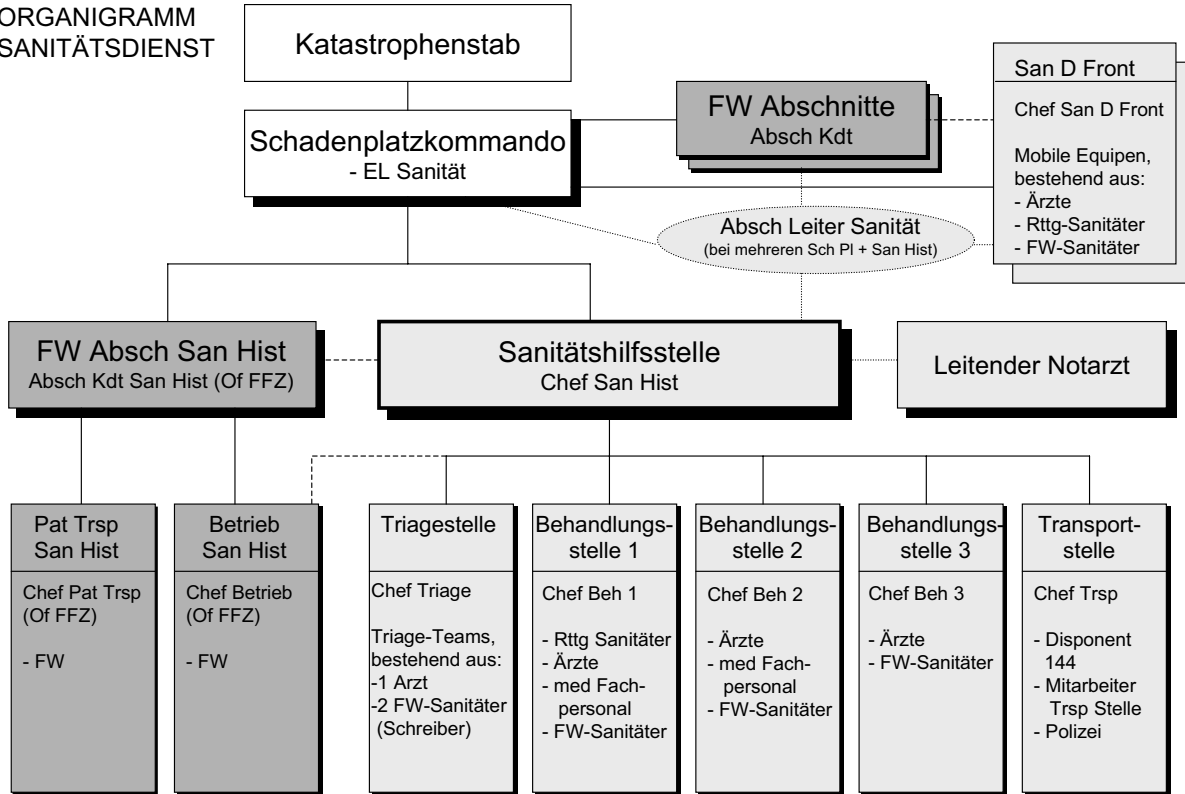 ORGANIGRAMM
SANITÄTSDIENST
Katastrophenstab
Schadenplatzkommando
- EL Sanität
FW Abschnitte
Absch Kdt
San D Front
Chef San D Front
Mobile Equipen,
bestehend aus:
- Ärzte
- Rttg-Sanitäter
- FW-Sanitäter
Absch Leiter Sanität
(bei mehreren Sch Pl + San Hist)
FW Absch San Hist
Absch Kdt San Hist (Of FFZ)
Sanitätshilfsstelle
Chef San Hist
Leitender Notarzt
Pat Trsp
San Hist
Chef Pat Trsp
(Of FFZ)
- FW
Betrieb
San Hist
Chef Betrieb
(Of FFZ)
- FW
Triagestelle
Chef Triage
Triage-Teams,
bestehend aus:
-1 Arzt
-2 FW-Sanitäter
(Schreiber)
Behandlungs-
stelle 1
Chef Beh 1
- Rttg Sanitäter
- Ärzte
- med Fach-
personal
- FW-Sanitäter
Behandlungs-
stelle 2
Chef Beh 2
- Ärzte
- med Fach-
personal
- FW-Sanitäter
Behandlungs-
stelle 3
Chef Beh 3
- Ärzte
- FW-Sanitäter
Transport-
stelle
Chef Trsp
- Disponent
144
- Mitarbeiter
Trsp Stelle
- Polizei